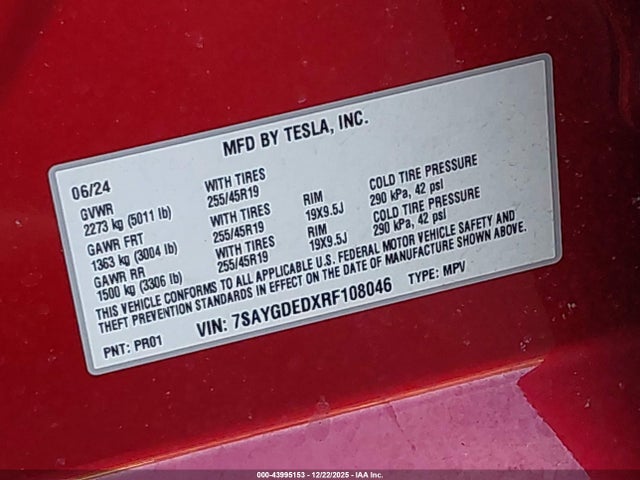 MFD BY TESLA, INC.
06/24
GVWR WITH TIRES COLD TIRE PRESSURE
2273 kg (5011 lb) 255/45R19 RIM 290 kPa, 42 psi
GAWR FRT WITH TIRES 19X9.5J COLD TIRE PRESSURE
1363 kg (3004 lb) 255/45R19 RIM 290 kPa, 42 psi
GAWR RR WITH TIRES 19X9.5J
1500 kg (3306 lb) 255/45R19
THIS VEHICLE CONFORMS TO ALL APPLICABLE U.S. FEDERAL MOTOR VEHICLE SAFETY AND
THEFT PREVENTION STANDARDS IN EFFECT ON THE DATE OF MANUFACTURE SHOWN ABOVE.
PNT: PR01 VIN: 7SAYGDEDXRF108046 TYPE: MPV
000-43995153 - 12/22/2025 - IAA Inc.